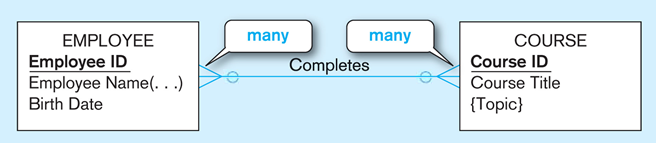 EMPLOYEE
Employee ID
Employee Name(. . .)
Birth Date
many
Completes
many
COURSE
Course ID
Course Title
{Topic}